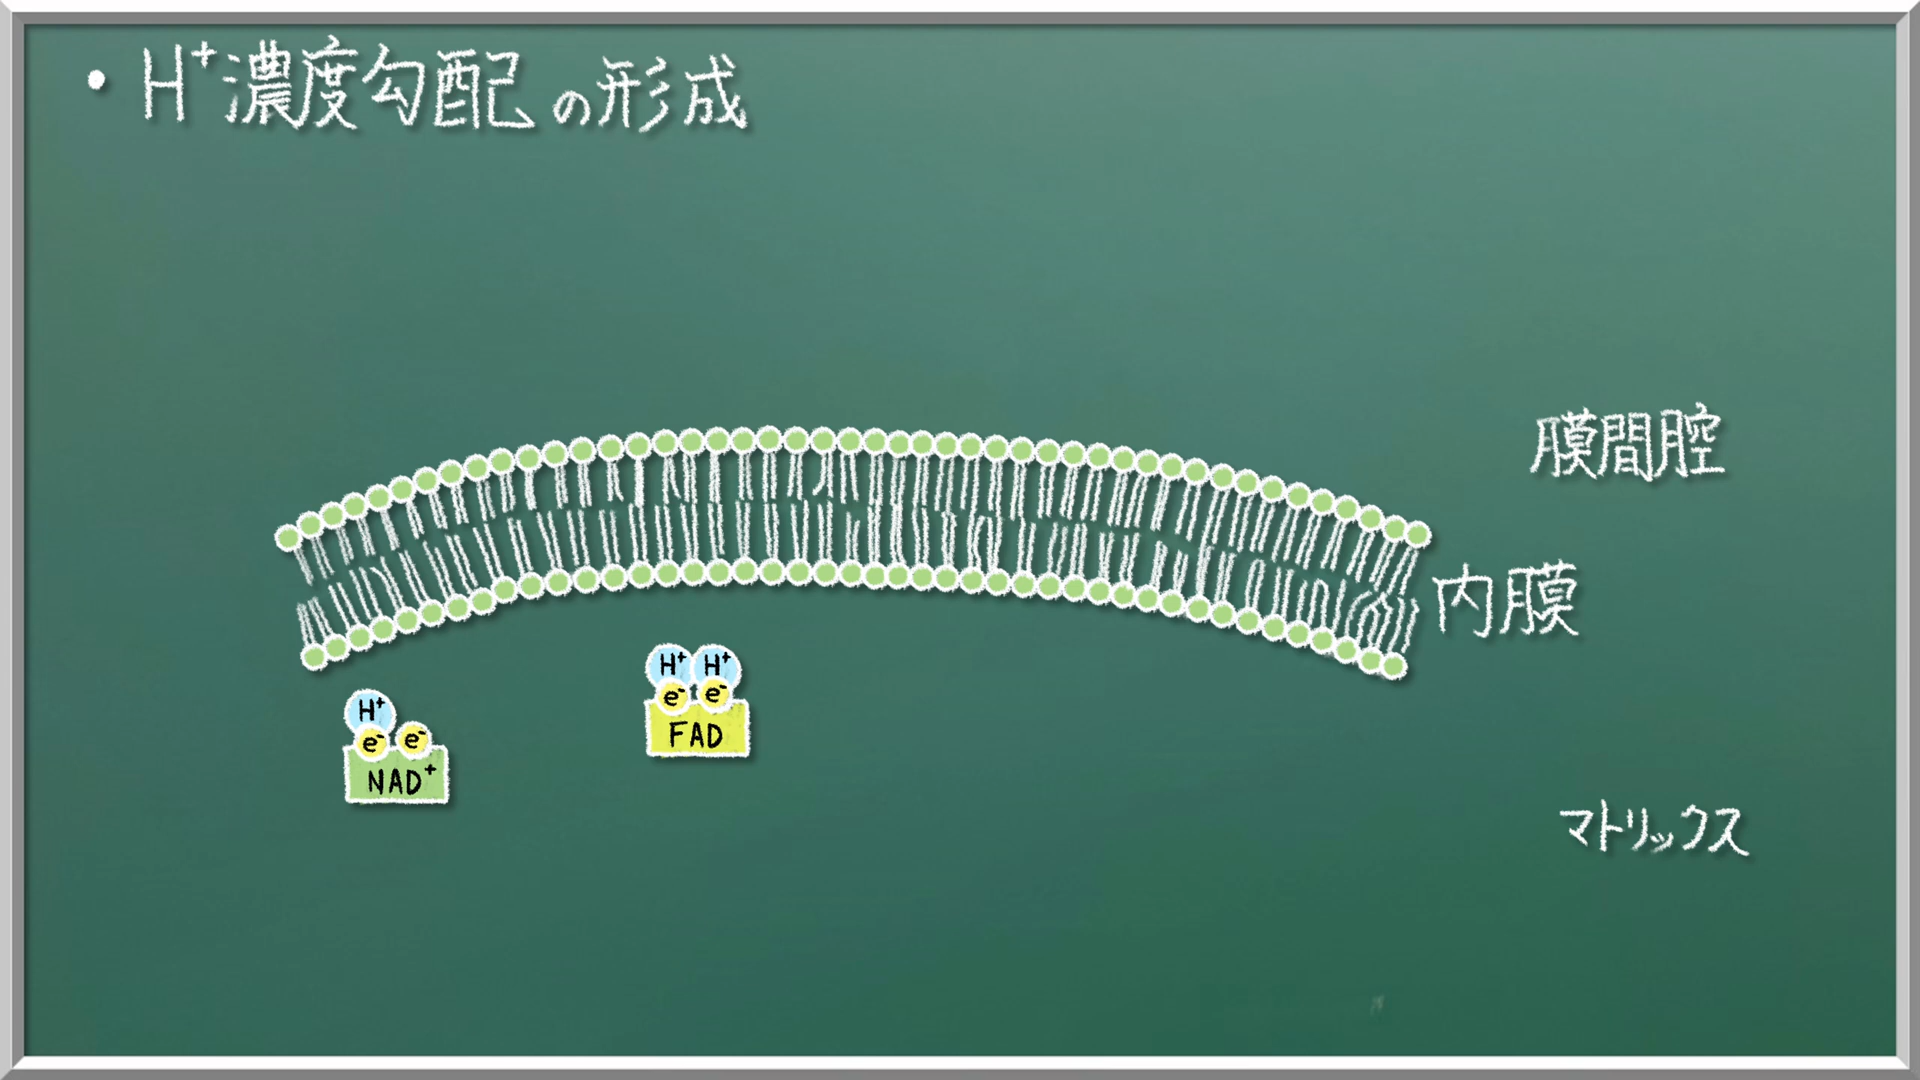 ・H⁺濃度勾配の形成
膜間腔
内膜
H⁺ H⁺
e⁻ e⁻
FAD
H⁺
e⁻ e⁻
NAD⁺
マトリックス